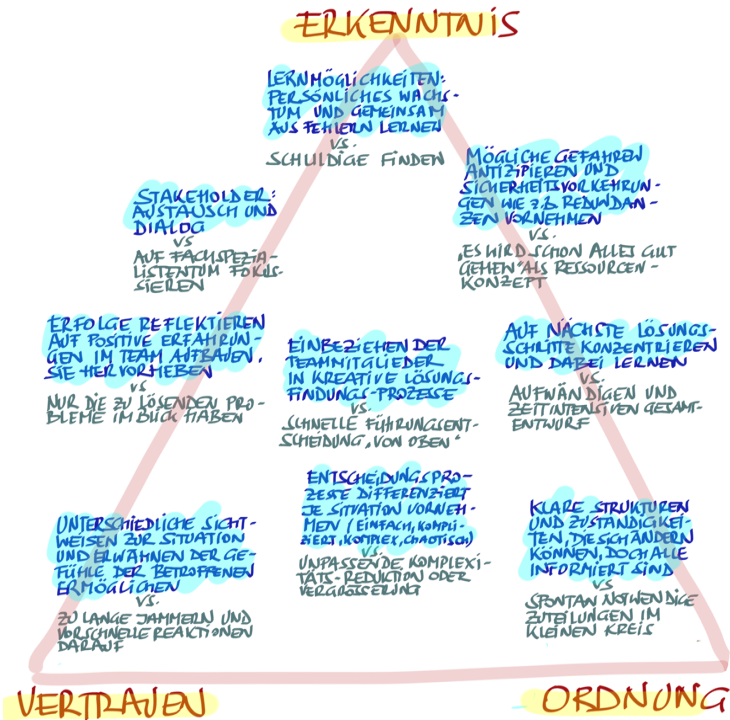 ERKENNTNIS
LERNMÖGLICHKEITEN:
PERSÖNLICHES WACHS-
TUM UND GEMEINSAM
AUS FEHLERN LERNEN
VS.
SCHULDIGE FINDEN
MÖGLICHE GEFAHREN
ANTIZIPIEREN UND
SICHERHEITSVORKEHRUN-
GEN WIE Z.B REDUNDAN-
ZEN VORNEHMEN
VS.
„ES WIRD SCHON ALLES GUT
GEHEN" ALS RESSOURCEN-
KONZEPT
STAKEHOLDER:
AUSTAUSCH UND
DIALOG
VS
AUF FACHSPEZIA-
LISTENTUM FOKUS-
SIEREN
ERFOLGE REFLEKTIEREN
AUF POSITIVE ERFAHRUN-
GEN IM TEAM AUFBAUEN,
SIE HERVORHEBEN
VS
NUR DIE ZU LÖSENDEN PRO-
BLEME IM BLICK HABEN
EINBEZIEHEN DER
TEAMMITGLIEDER
IN KREATIVE LÖSUNGS-
FINDUNGS-PROZESSE
VS.
SCHNELLE FÜHRUNGSENT-
SCHEIDUNG „VON OBEN"
AUF NÄCHSTE LÖSUNGS-
SCHRITTE KONZENTRIEREN
UND DABEI LERNEN
VS.
AUFWÄNDIGEN UND
ZEITINTENSIVEN GESAMT-
ENTWURF
UNTERSCHIEDLICHE SICHT-
WEISEN ZUR SITUATION
UND ERWÄHNEN DER GE-
FÜHLE DER BETROFFENEN
ERMÖGLICHEN
VS.
ZU LANGE JAMMERN UND
VORSCHNELLE REAKTIONEN
DARAUF
ENTSCHEIDUNGSPRO-
ZESSE DIFFERENZIERT
JE SITUATION VORNEH-
MEN (EINFACH, KOMPLI-
ZIERT, KOMPLEX, CHAOTISCH)
VS.
UNPASSENDE KOMPLEXI-
TÄTS-REDUKTION ODER
VERGRÖSSERUNG
KLARE STRUKTUREN
UND ZUSTÄNDIGKEI-
TEN, DIE SICH ÄNDERN
KÖNNEN, DOCH ALLE
INFORMIERT SIND
VS
SPONTAN NOTWENDIGE
ZUTEILUNGEN IM
KLEINEN KREIS
VERTRAUEN
ORDNUNG